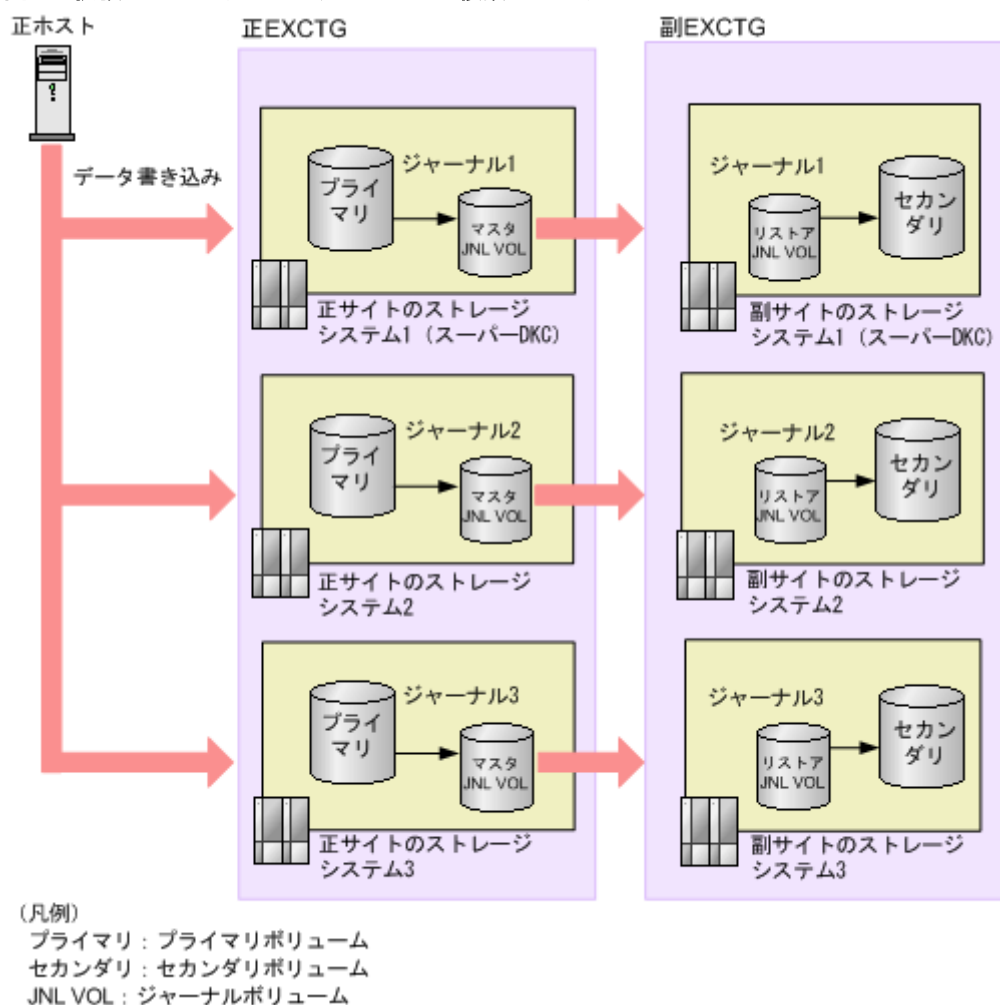 正ホスト
正EXCTG
副EXCTG
データ書き込み
ジャーナル1
プライ
マリ
マスタ
JNL VOL
正サイトのストレージ
システム1 (スーパーDKC)
ジャーナル1
リストア
JNL VOL
セカン
ダリ
副サイトのストレージ
システム1 (スーパーDKC)
ジャーナル2
プライ
マリ
マスタ
JNL VOL
正サイトのストレージ
システム2
ジャーナル2
リストア
JNL VOL
セカン
ダリ
副サイトのストレージ
システム2
ジャーナル3
プライ
マリ
マスタ
JNL VOL
正サイトのストレージ
システム3
ジャーナル3
リストア
JNL VOL
セカン
ダリ
副サイトのストレージ
システム3
(凡例)
プライマリ:プライマリボリューム
セカンダリ:セカンダリボリューム
JNL VOL:ジャーナルボリューム